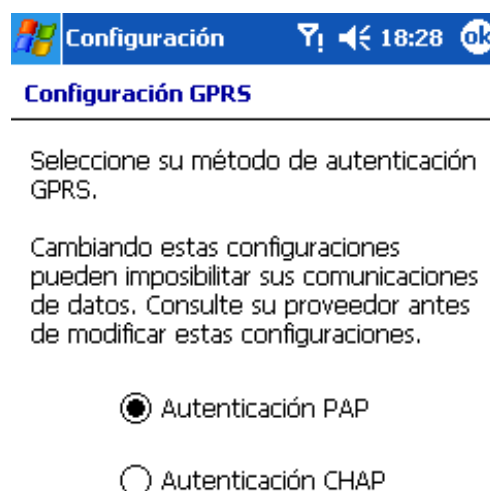 Configuración 18:28 ok
Configuración GPRS
Seleccione su método de autenticación
GPRS.
Cambiando estas configuraciones
pueden imposibilitar sus comunicaciones
de datos. Consulte su proveedor antes
de modificar estas configuraciones.
Autenticación PAP
Autenticación CHAP